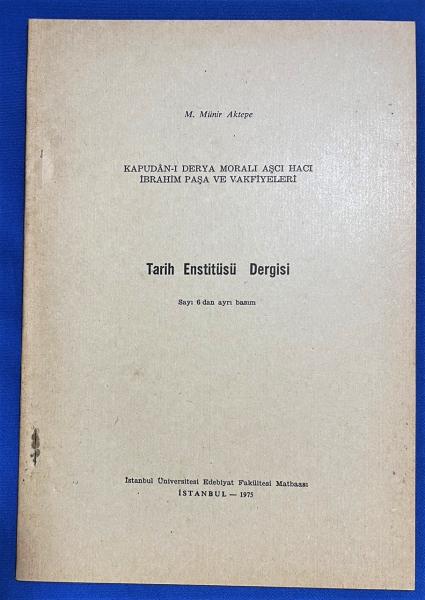 M. Münir Aktepe
KAPUDÂN-I DERYA MORALI AŞCI HACI
İBRAHİM PAŞA VE VAKFİYELERİ
Tarih Enstitüsü Dergisi
Sayı 6 dan ayrı basım
İstanbul Üniversitesi Edebiyat Fakültesi Matbaası
İSTANBUL — 1975